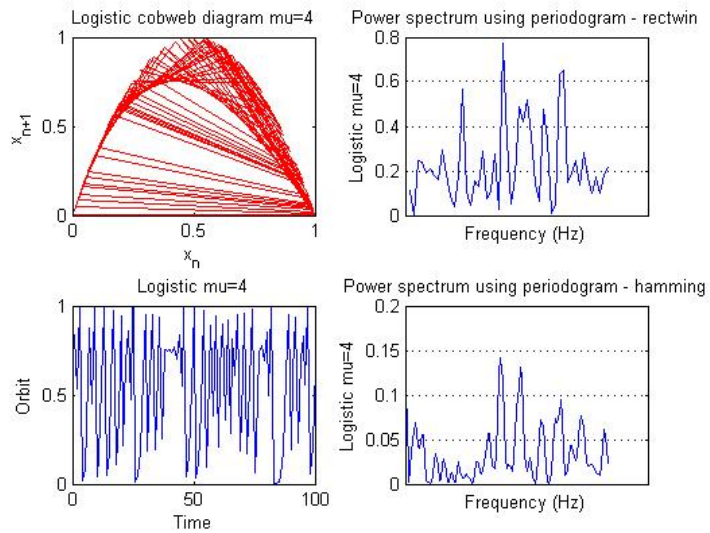 Logistic cobweb diagram mu=4
1
0.5
0
x_{n+1}
0
0.5
1
x_n
Power spectrum using periodogram - rectwin
0.8
0.6
0.4
0.2
0
Logistic mu=4
Frequency (Hz)
Logistic mu=4
1
0.5
0
Orbit
0
50
100
Time
Power spectrum using periodogram - hamming
0.2
0.15
0.1
0.05
0
Logistic mu=4
Frequency (Hz)